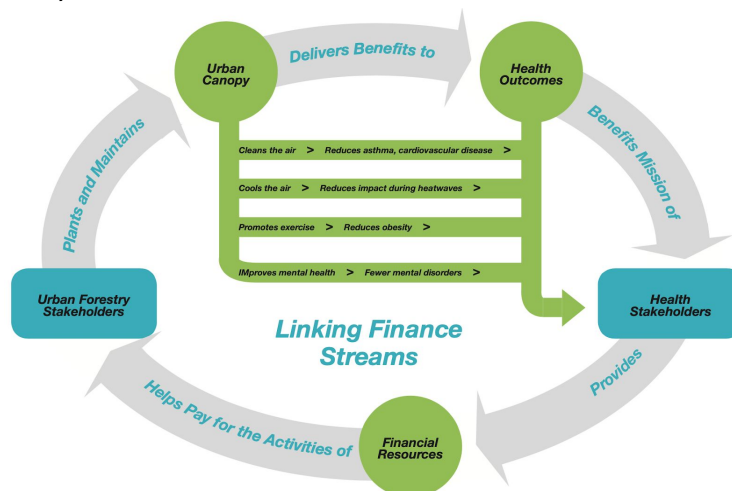 Urban
Canopy
Delivers Benefits to
Health
Outcomes
Benefits Mission of
Plants and Maintains
Cleans the air > Reduces asthma, cardiovascular disease >
Cools the air > Reduces impact during heatwaves >
Promotes exercise > Reduces obesity >
IMproves mental health > Fewer mental disorders >
Urban Forestry
Stakeholders
Health
Stakeholders
Linking Finance
Streams
Provides
Helps Pay for the Activities of
Financial
Resources